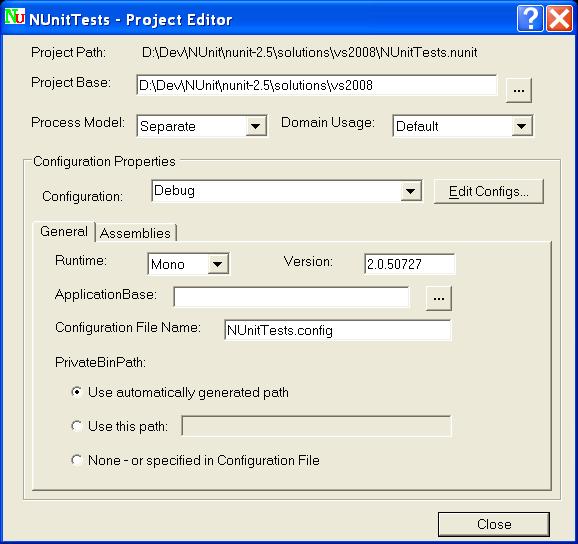 NUnitTests - Project Editor
Project Path: D:\Dev\NUnit\nunit-2.5\solutions\vs2008\NUnitTests.nunit
Project Base: D:\Dev\NUnit\nunit-2.5\solutions\vs2008 ...
Process Model: Separate Domain Usage: Default
Configuration Properties
Configuration: Debug Edit Configs...
General Assemblies
Runtime: Mono Version: 2.0.50727
ApplicationBase: ...
Configuration File Name: NUnitTests.config
PrivateBinPath:
Use automatically generated path
Use this path:
None - or specified in Configuration File
Close